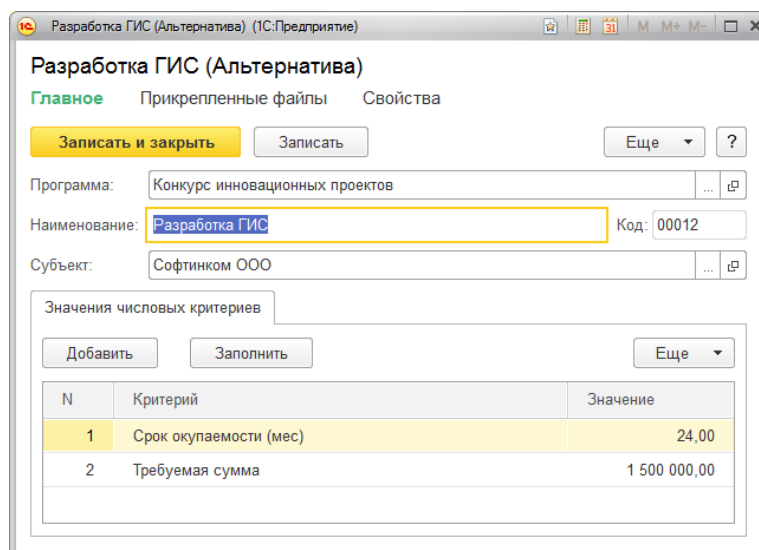 1С Разработка ГИС (Альтернатива) (1С:Предприятие) 31 M M+ M-
Разработка ГИС (Альтернатива)
Главное Прикрепленные файлы Свойства
Записать и закрыть Записать Еще ?
Программа: Конкурс инновационных проектов ...
Наименование: Разработка ГИС Код: 00012
Субъект: Софтинком ООО ...
Значения числовых критериев
Добавить Заполнить Еще
N Критерий Значение
1 Срок окупаемости (мес) 24,00
2 Требуемая сумма 1 500 000,00